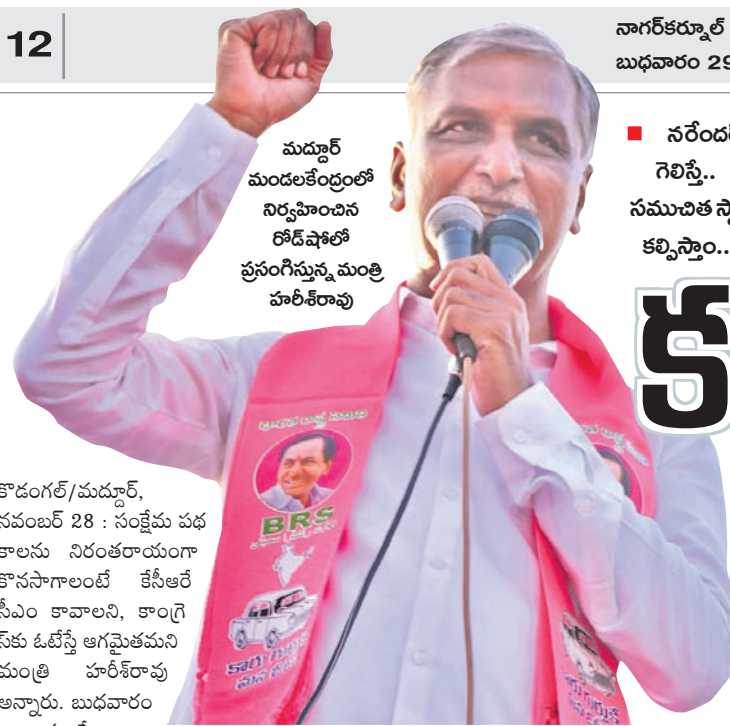 12
నాగర్‌కర్నూల్
బుధవారం 29
మద్దూర్
మండలకేంద్రంలో
నిర్వహించిన
రోడ్‌షోలో
ప్రసంగిస్తున్న మంత్రి
హరీశ్‌రావు
■ నరేందర్
గెలిస్తే..
సముచిత స్థా
కల్పిస్తాం..
క
BRS
కారు గుర్తుకే
కొడంగల్/మద్దూర్,
నవంబర్ 28 : సంక్షేమ పథ
కాలను నిరంతరాయంగా
కొనసాగాలంటే కేసీఆరే
సీఎం కావాలని, కాంగ్రె
స్‌కు ఓటేస్తే ఆగమైతమని
మంత్రి హరీశ్‌రావు
అన్నారు. బుధవారం